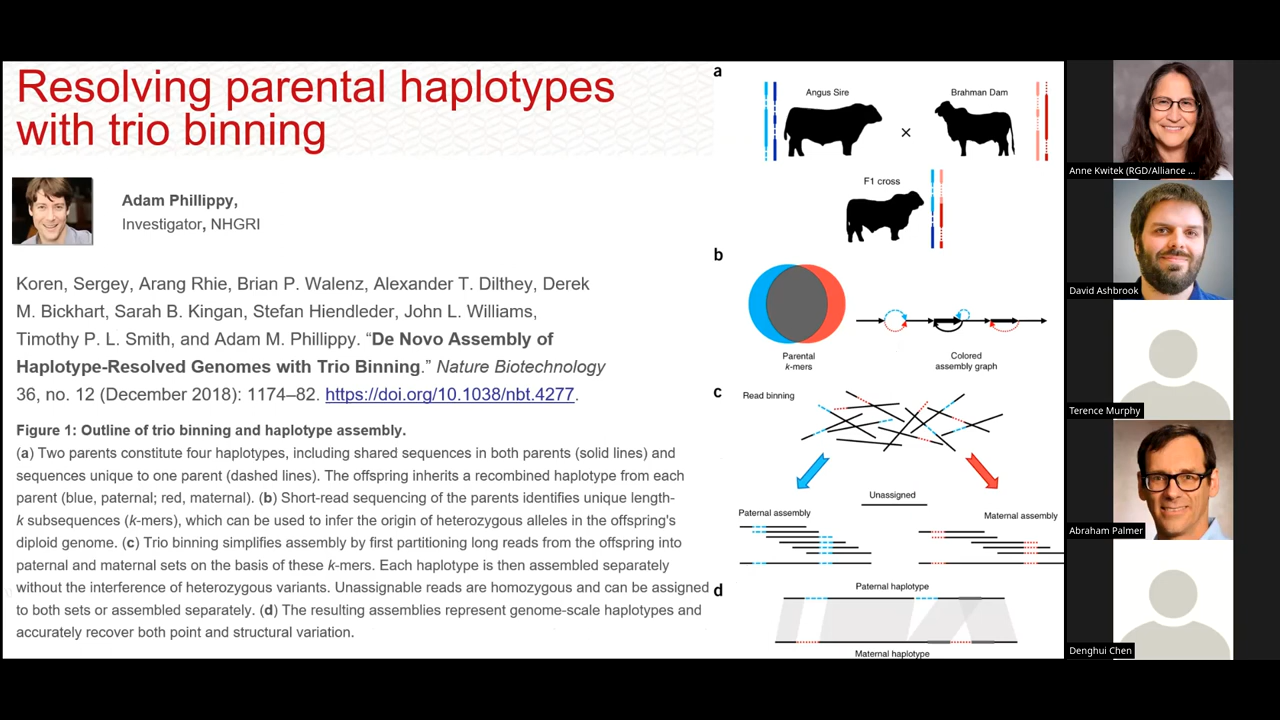 Resolving parental haplotypes
with trio binning
Adam Phillippy,
Investigator, NHGRI
Koren, Sergey, Arang Rhie, Brian P. Walenz, Alexander T. Dilthey, Derek
M. Bickhart, Sarah B. Kingan, Stefan Hiendleder, John L. Williams,
Timothy P. L. Smith, and Adam M. Phillippy. “De Novo Assembly of
Haplotype-Resolved Genomes with Trio Binning.” Nature Biotechnology
36, no. 12 (December 2018): 1174–82. https://doi.org/10.1038/nbt.4277.
Figure 1: Outline of trio binning and haplotype assembly.
(a) Two parents constitute four haplotypes, including shared sequences in both parents (solid lines) and
sequences unique to one parent (dashed lines). The offspring inherits a recombined haplotype from each
parent (blue, paternal; red, maternal). (b) Short-read sequencing of the parents identifies unique length-
k subsequences (k-mers), which can be used to infer the origin of heterozygous alleles in the offspring's
diploid genome. (c) Trio binning simplifies assembly by first partitioning long reads from the offspring into
paternal and maternal sets on the basis of these k-mers. Each haplotype is then assembled separately
without the interference of heterozygous variants. Unassignable reads are homozygous and can be assigned
to both sets or assembled separately. (d) The resulting assemblies represent genome-scale haplotypes and
accurately recover both point and structural variation.
a
Angus Sire
×
Brahman Dam
F1 cross
b
Parental
k-mers
Colored
assembly graph
c
Read binning
Unassigned
Paternal assembly
Maternal assembly
d
Paternal haplotype
Maternal haplotype
Anne Kwitek (RGD/Alliance ...
David Ashbrook
Terence Murphy
Abraham Palmer
Denghui Chen